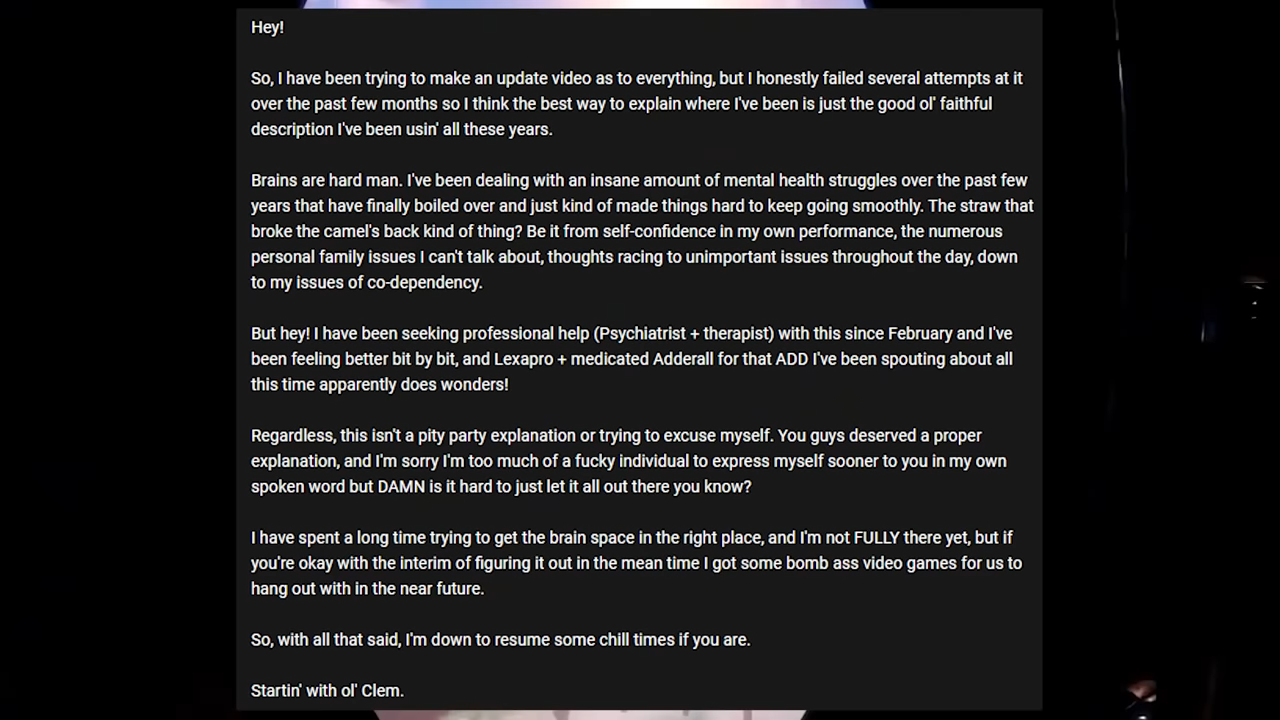 Hey!
So, I have been trying to make an update video as to everything, but I honestly failed several attempts at it
over the past few months so I think the best way to explain where I've been is just the good ol' faithful
description I've been usin' all these years.
Brains are hard man. I've been dealing with an insane amount of mental health struggles over the past few
years that have finally boiled over and just kind of made things hard to keep going smoothly. The straw that
broke the camel's back kind of thing? Be it from self-confidence in my own performance, the numerous
personal family issues I can't talk about, thoughts racing to unimportant issues throughout the day, down
to my issues of co-dependency.
But hey! I have been seeking professional help (Psychiatrist + therapist) with this since February and I've
been feeling better bit by bit, and Lexapro + medicated Adderall for that ADD I've been spouting about all
this time apparently does wonders!
Regardless, this isn't a pity party explanation or trying to excuse myself. You guys deserved a proper
explanation, and I'm sorry I'm too much of a fucky individual to express myself sooner to you in my own
spoken word but DAMN is it hard to just let it all out there you know?
I have spent a long time trying to get the brain space in the right place, and I'm not FULLY there yet, but if
you're okay with the interim of figuring it out in the mean time I got some bomb ass video games for us to
hang out with in the near future.
So, with all that said, I'm down to resume some chill times if you are.
Startin' with ol' Clem.